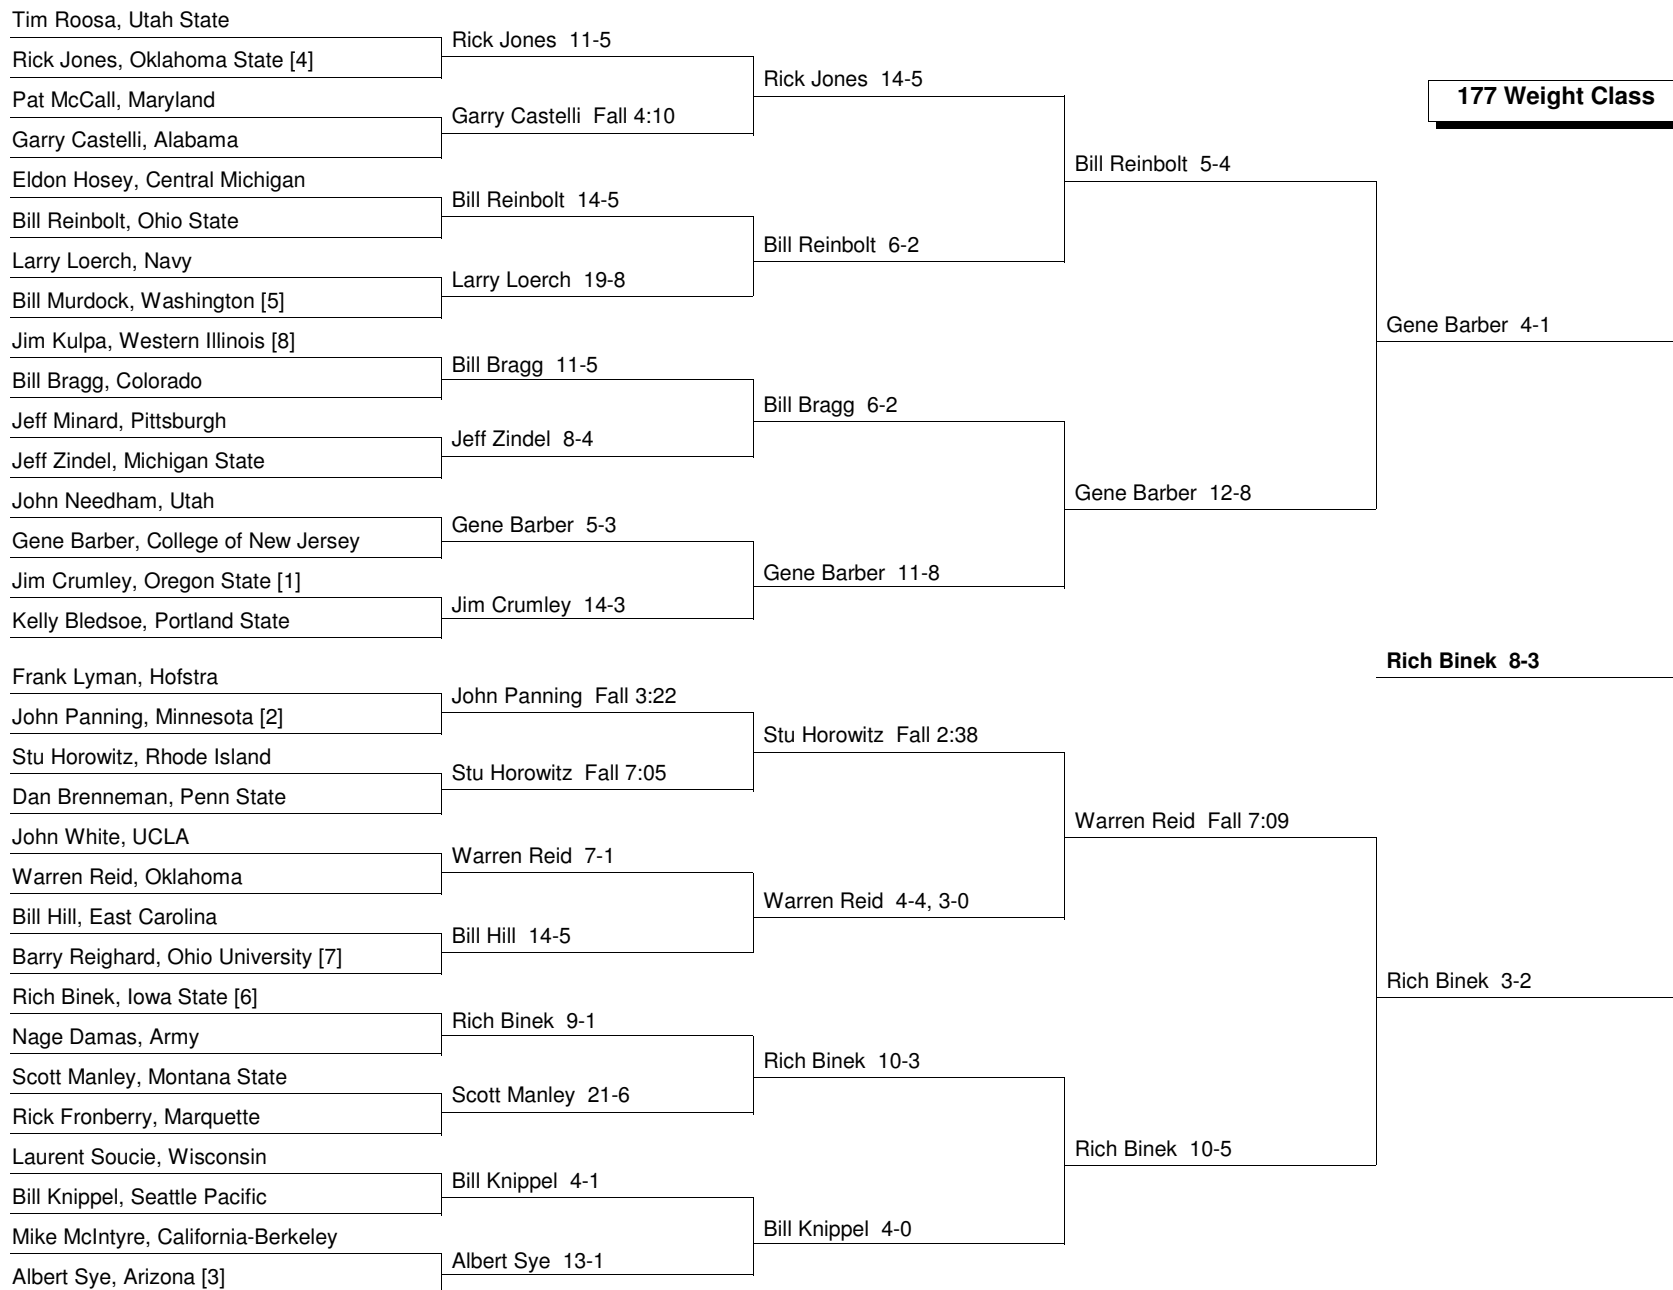 Tim Roosa, Utah State
Rick Jones, Oklahoma State [4]
Pat McCall, Maryland
Garry Castelli, Alabama
Eldon Hosey, Central Michigan
Bill Reinbolt, Ohio State
Larry Loerch, Navy
Bill Murdock, Washington [5]
Jim Kulpa, Western Illinois [8]
Bill Bragg, Colorado
Jeff Minard, Pittsburgh
Jeff Zindel, Michigan State
John Needham, Utah
Gene Barber, College of New Jersey
Jim Crumley, Oregon State [1]
Kelly Bledsoe, Portland State
Frank Lyman, Hofstra
John Panning, Minnesota [2]
Stu Horowitz, Rhode Island
Dan Brenneman, Penn State
John White, UCLA
Warren Reid, Oklahoma
Bill Hill, East Carolina
Barry Reighard, Ohio University [7]
Rich Binek, Iowa State [6]
Nage Damas, Army
Scott Manley, Montana State
Rick Fronberry, Marquette
Laurent Soucie, Wisconsin
Bill Knippel, Seattle Pacific
Mike McIntyre, California-Berkeley
Albert Sye, Arizona [3]
Rick Jones 11-5
Garry Castelli Fall 4:10
Bill Reinbolt 14-5
Larry Loerch 19-8
Bill Bragg 11-5
Jeff Zindel 8-4
Gene Barber 5-3
Jim Crumley 14-3
John Panning Fall 3:22
Stu Horowitz Fall 7:05
Warren Reid 7-1
Bill Hill 14-5
Rich Binek 9-1
Scott Manley 21-6
Bill Knippel 4-1
Albert Sye 13-1
Rick Jones 14-5
Bill Reinbolt 6-2
Bill Bragg 6-2
Gene Barber 11-8
Stu Horowitz Fall 2:38
Warren Reid 4-4, 3-0
Rich Binek 10-3
Bill Knippel 4-0
Bill Reinbolt 5-4
Gene Barber 12-8
Warren Reid Fall 7:09
Rich Binek 10-5
177 Weight Class
Gene Barber 4-1
Rich Binek 8-3
Rich Binek 3-2